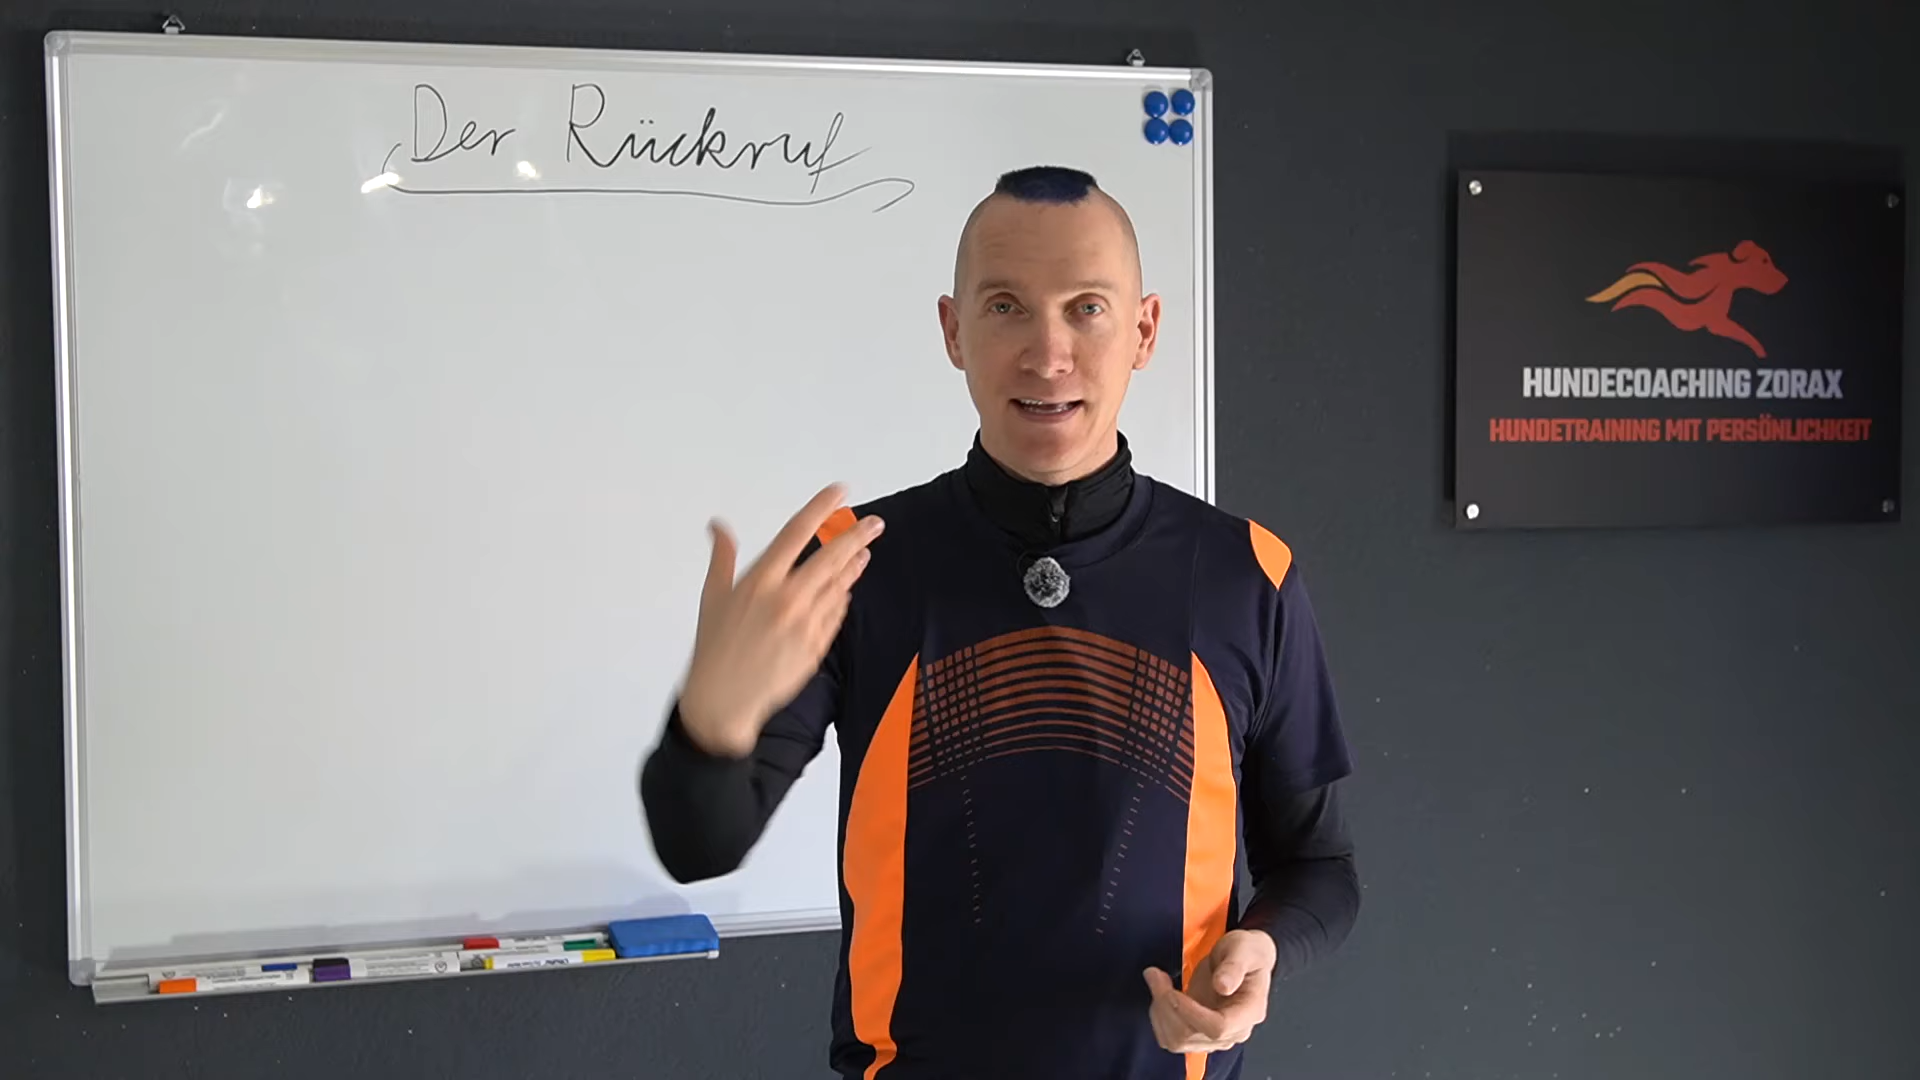 Der Rückruf
HUNDECOACHING ZORAX
HUNDETRAINING MIT PERSÖNLICHKEIT